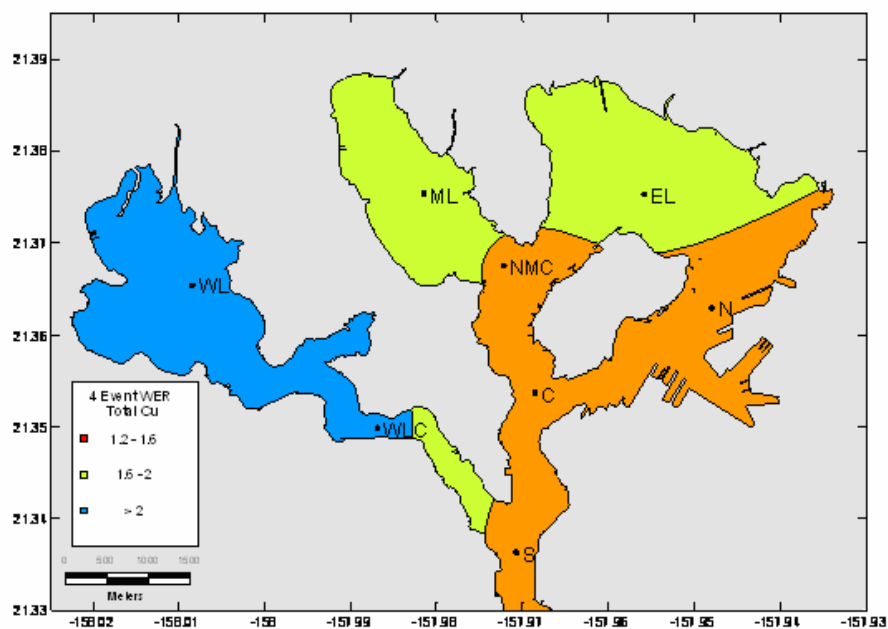 21.39
21.38
21.37
21.36
21.35
21.34
21.33
ML
EL
NMC
WL
N
C
WLC
S
4 Event WER
Total Cu
1.2 - 1.6
1.6 - 2
> 2
0 500 1000 1500
Meters
-158.02 -158.01 -158 -157.99 -157.98 -157.97 -157.96 -157.95 -157.94 -157.93